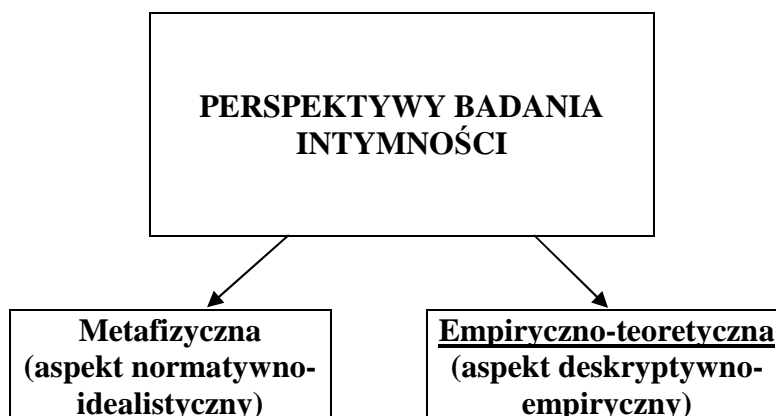 PERSPEKTYWY BADANIA
INTYMNOŚCI
Metafizyczna
(aspekt normatywno-
idealistyczny)
Empiryczno-teoretyczna
(aspekt deskryptywno-
empiryczny)